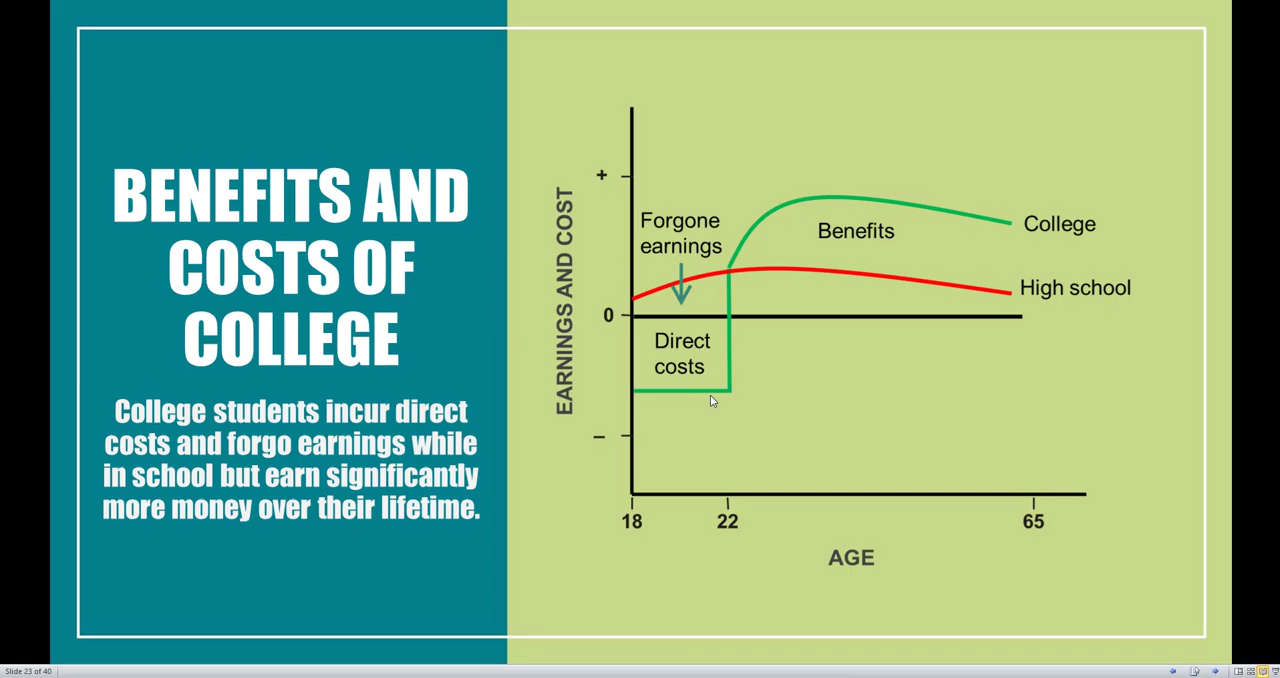 BENEFITS AND
COSTS OF
COLLEGE
College students incur direct
costs and forgo earnings while
in school but earn significantly
more money over their lifetime.
EARNINGS AND COST
+
0
–
Forgone
earnings
Direct
costs
Benefits
College
High school
18
22
65
AGE
Slide 23 of 40